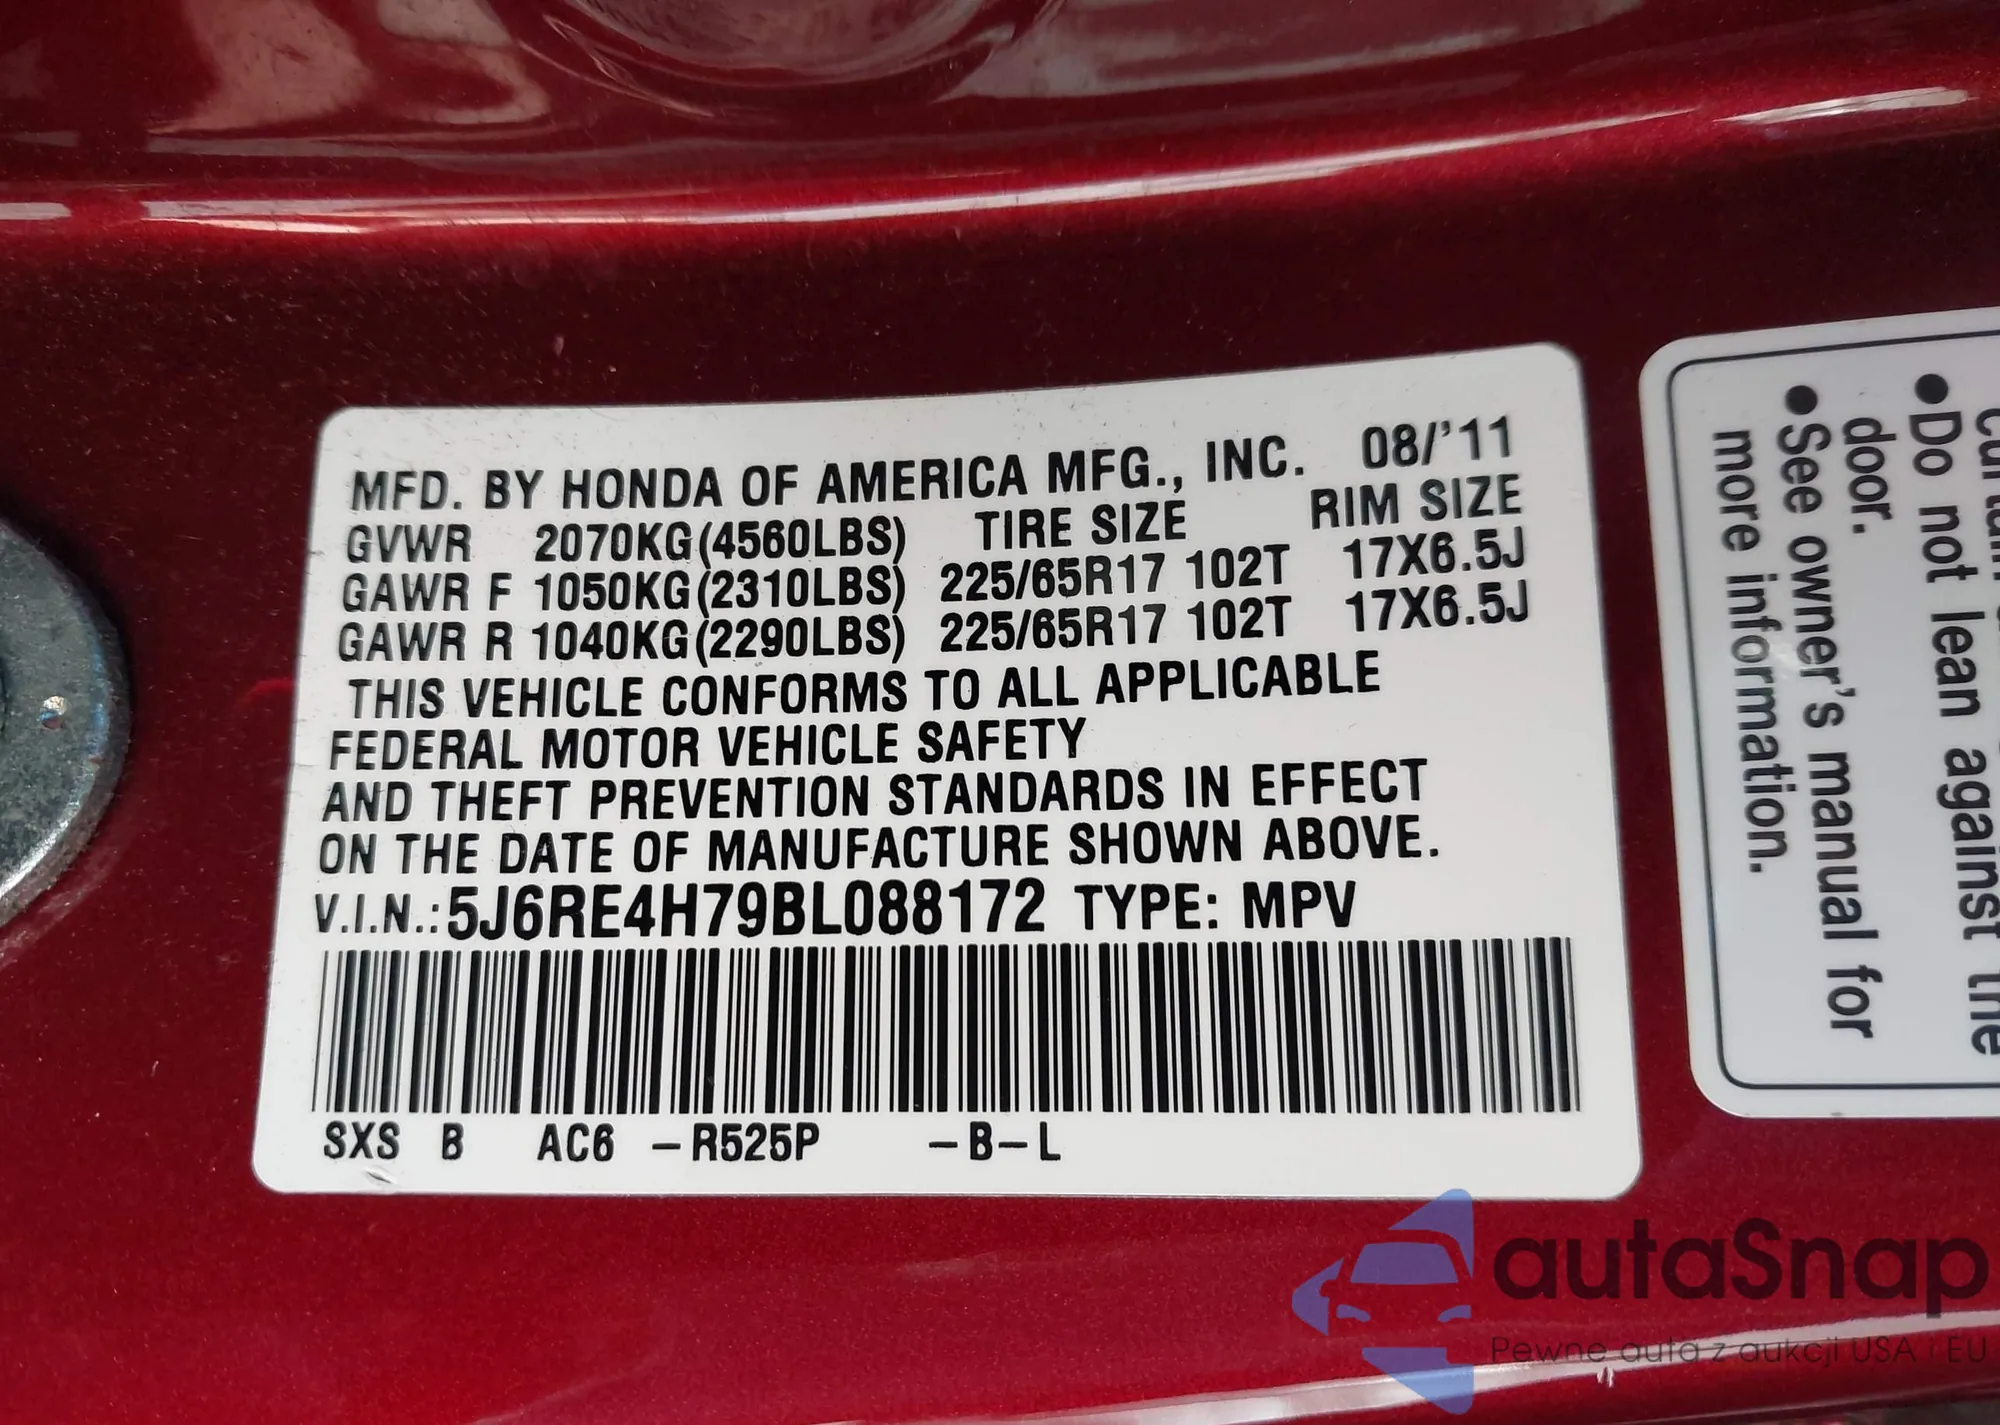 MFD. BY HONDA OF AMERICA MFG., INC. 08/'11
GVWR 2070KG(4560LBS) TIRE SIZE RIM SIZE
GAWR F 1050KG(2310LBS) 225/65R17 102T 17X6.5J
GAWR R 1040KG(2290LBS) 225/65R17 102T 17X6.5J
THIS VEHICLE CONFORMS TO ALL APPLICABLE
FEDERAL MOTOR VEHICLE SAFETY
AND THEFT PREVENTION STANDARDS IN EFFECT
ON THE DATE OF MANUFACTURE SHOWN ABOVE.
V.I.N.:5J6RE4H79BL088172 TYPE: MPV
SXS B AC6 -R525P -B-L
●Do not lean against the
door.
●See owner's manual for
more information.
autaSnap
Pewne auta z aukcji USA i EU